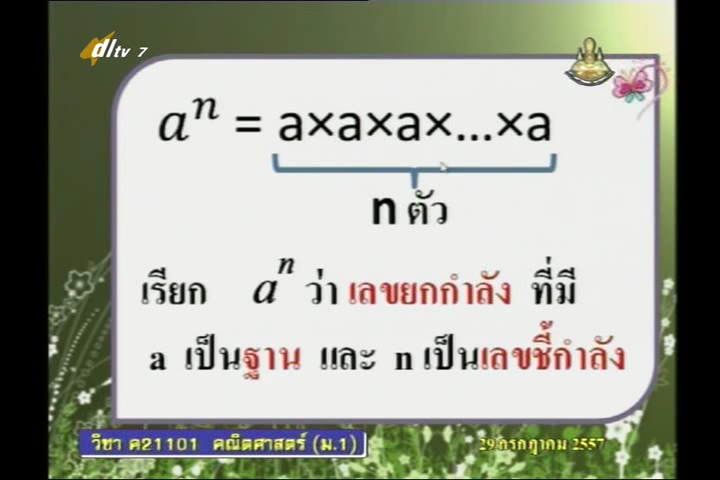 dltv 7
aⁿ = a×a×a×...×a
n ตัว
เรียก aⁿ ว่า เลขยกกำลัง ที่มี
a เป็นฐาน และ n เป็นเลขชี้กำลัง
วิชา ค21101 คณิตศาสตร์ (ม.1)
29 กรกฎาคม 2557